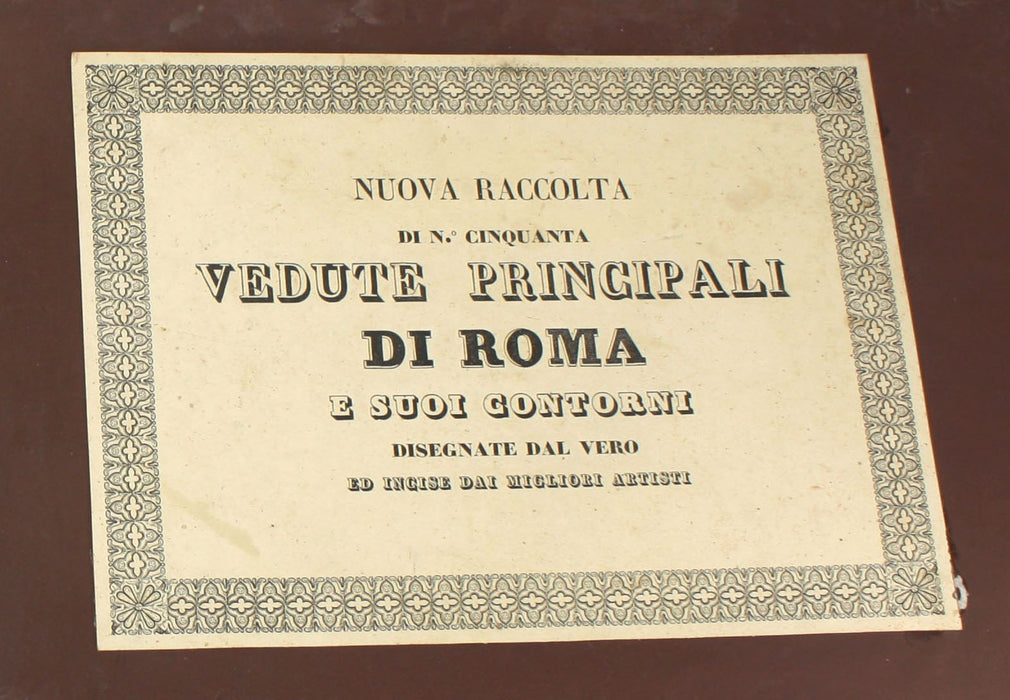 NUOVA RACCOLTA
DI N.º CINQUANTA
VEDUTE PRINCIPALI
DI ROMA
E SUOI CONTORNI
DISEGNATE DAL VERO
ED INCISE DAI MIGLIORI ARTISTI